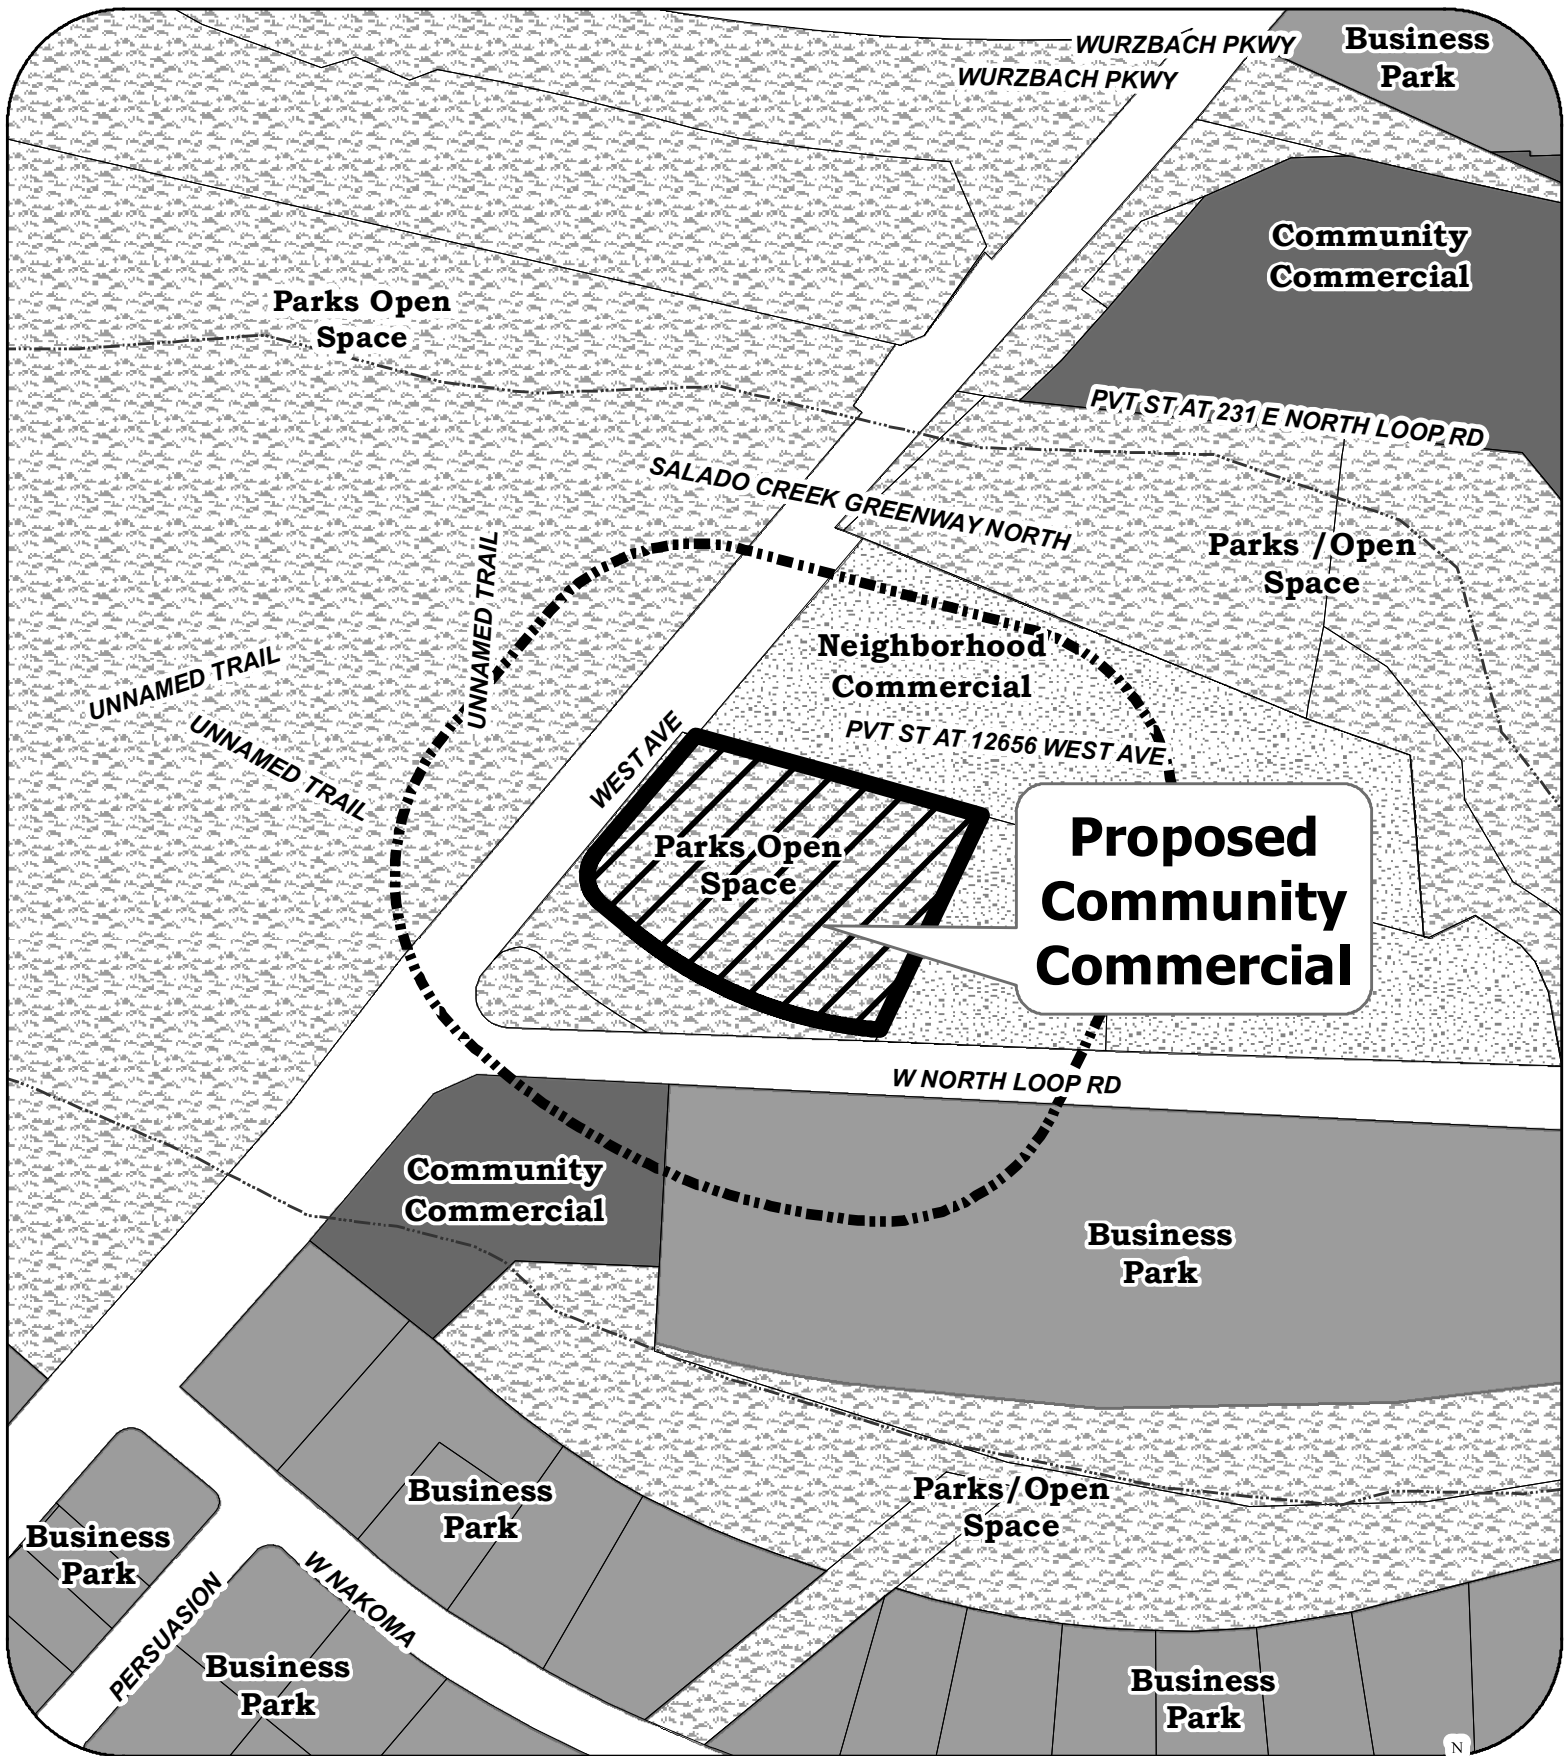 WURZBACH PKWY
WURZBACH PKWY
Business
Park
Community
Commercial
Parks Open
Space
PVT ST AT 231 E NORTH LOOP RD
SALADO CREEK GREENWAY NORTH
Parks /Open
Space
UNNAMED TRAIL
UNNAMED TRAIL
UNNAMED TRAIL
Neighborhood
Commercial
PVT ST AT 12656 WEST AVE
WEST AVE
Parks Open
Space
Proposed
Community
Commercial
W NORTH LOOP RD
Community
Commercial
Business
Park
Business
Park
Parks/Open
Space
Business
Park
PERSUASION
W NAKOMA
Business
Park
Business
Park
N